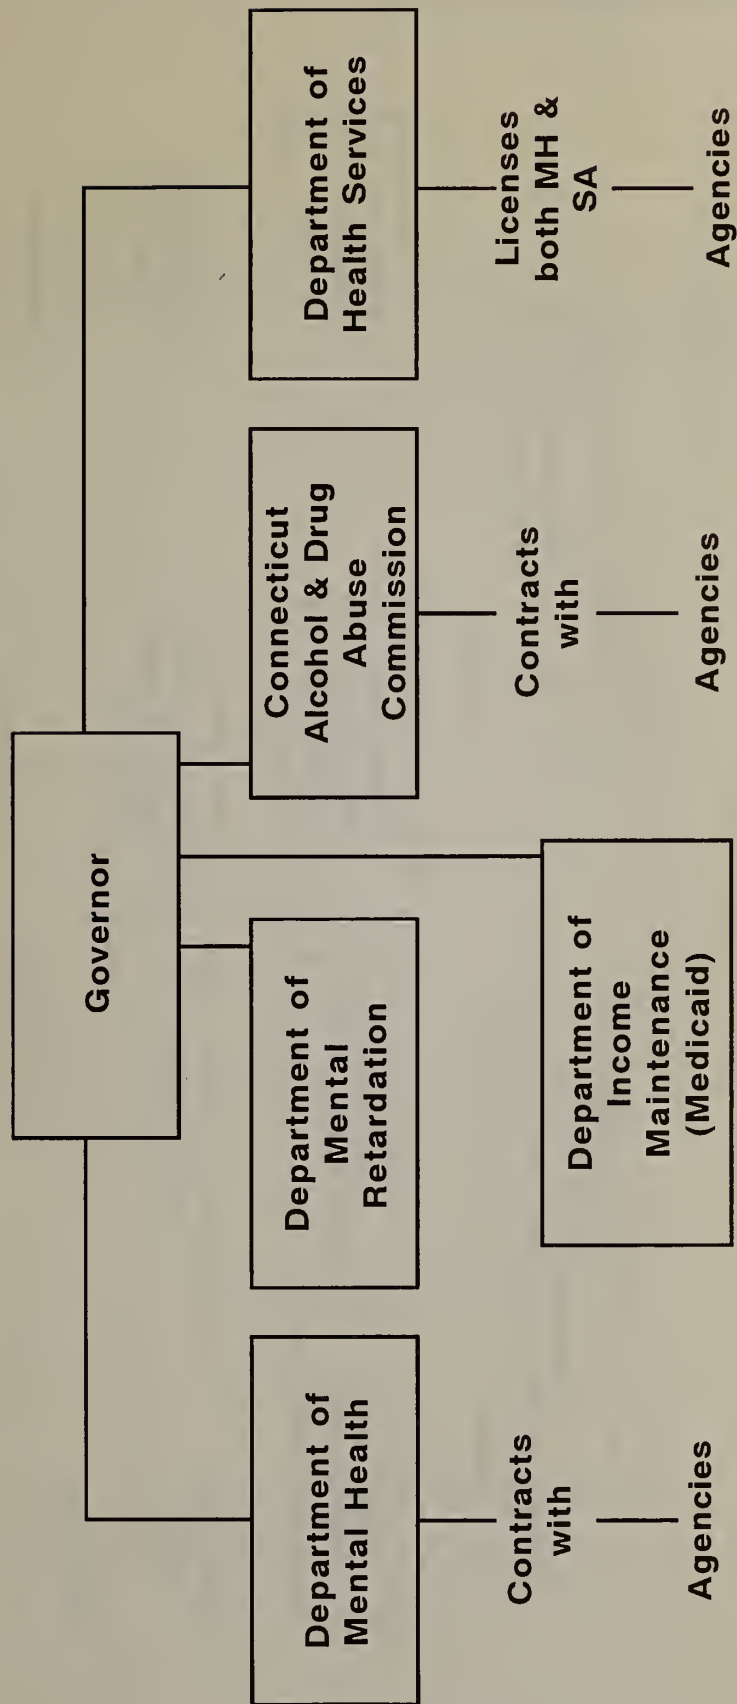 Governor
Department of
Mental Health
Contracts
with
Agencies
Department of
Mental
Retardation
Department of
Income
Maintenance
(Medicaid)
Connecticut
Alcohol & Drug
Abuse
Commission
Contracts
with
Agencies
Department of
Health Services
Licenses
both MH &
SA
Agencies